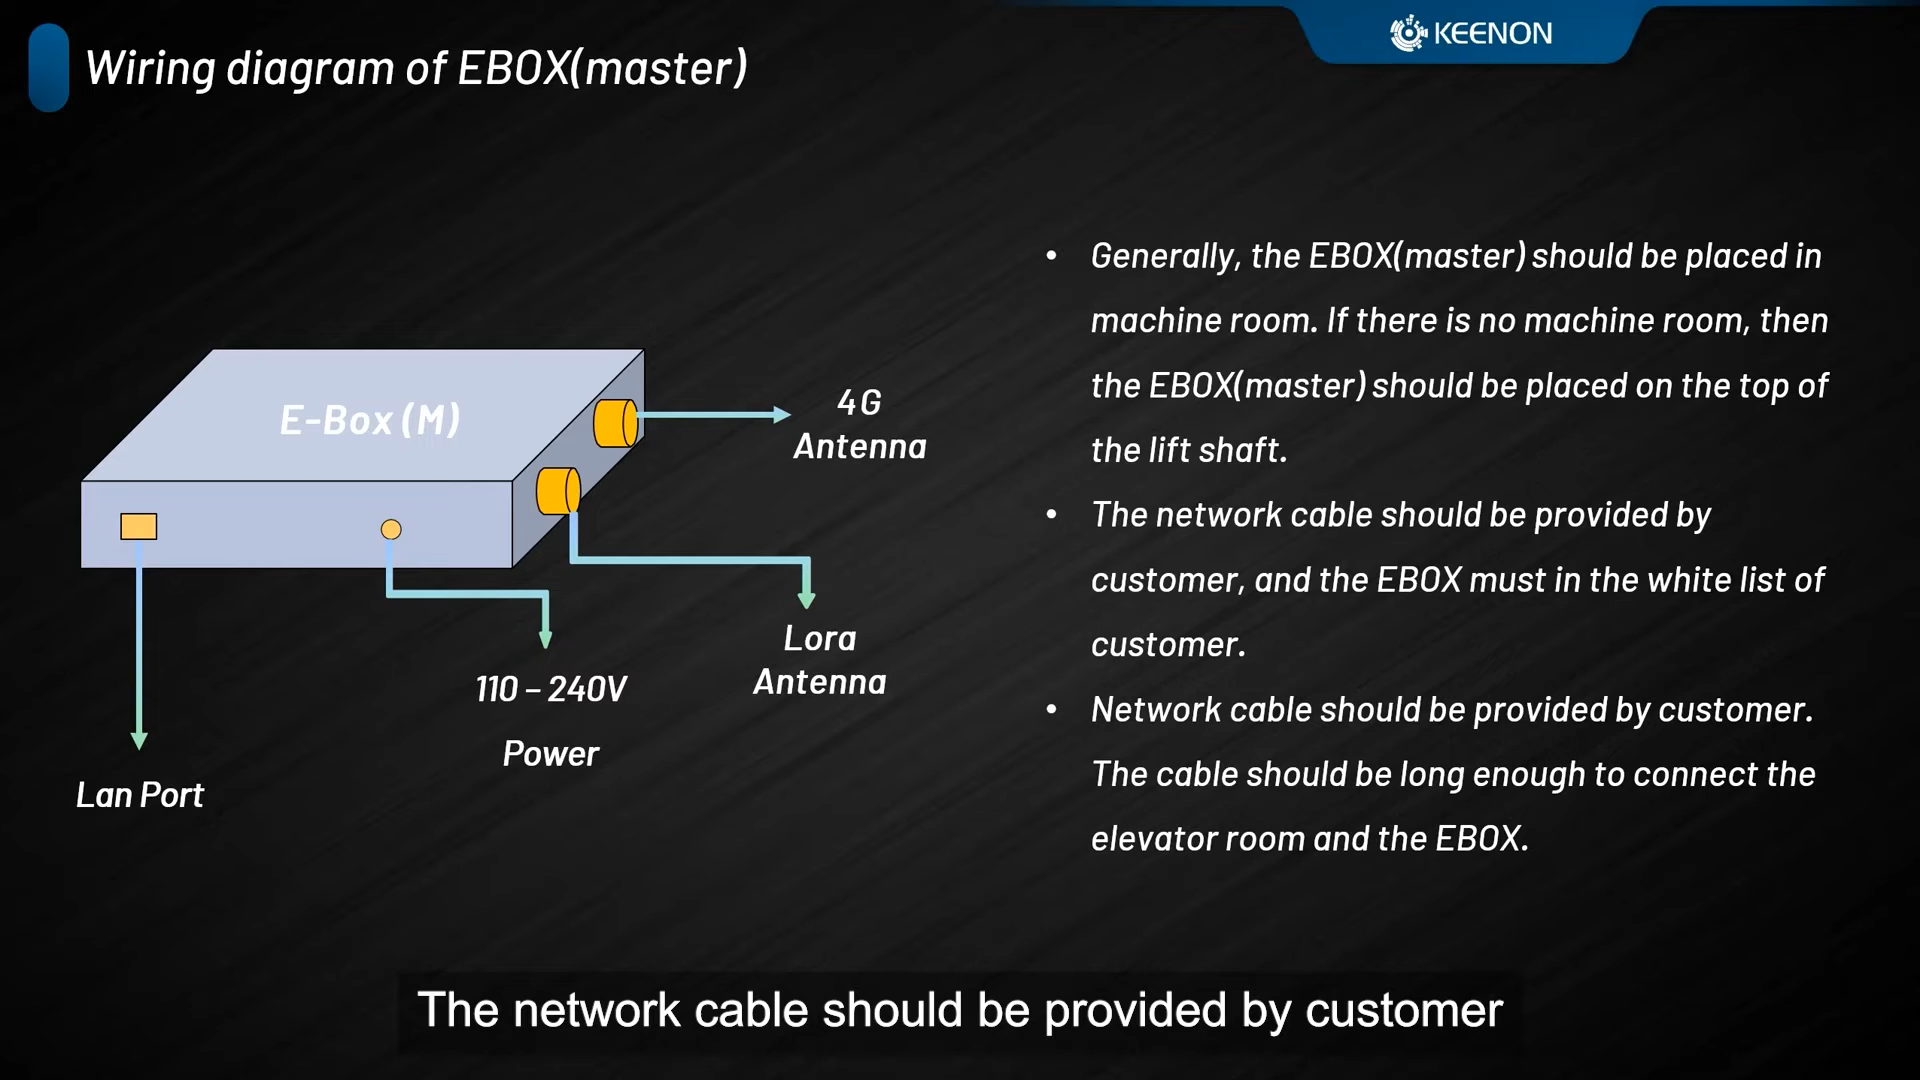 Wiring diagram of EBOX(master)
KEENON
E-Box (M)
4G
Antenna
Lora
Antenna
110 – 240V
Power
Lan Port
• Generally, the EBOX(master) should be placed in
machine room. If there is no machine room, then
the EBOX(master) should be placed on the top of
the lift shaft.
• The network cable should be provided by
customer, and the EBOX must in the white list of
customer.
• Network cable should be provided by customer.
The cable should be long enough to connect the
elevator room and the EBOX.
The network cable should be provided by customer